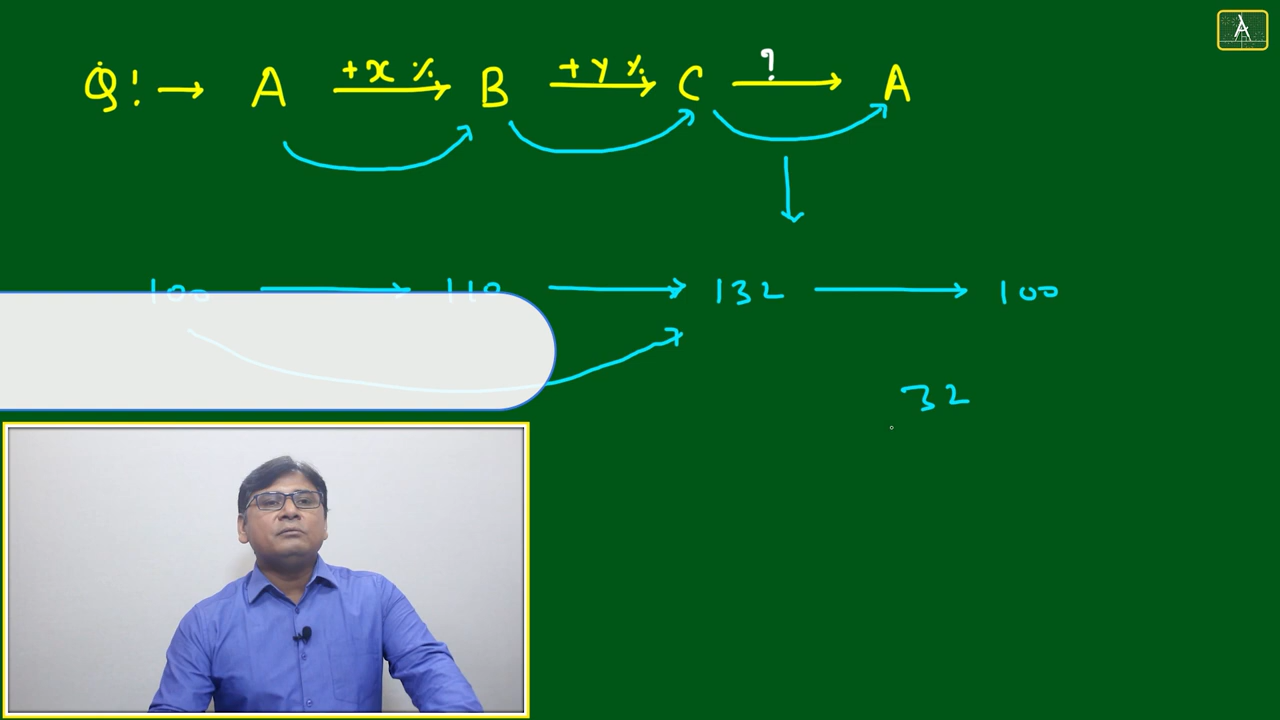 Q! → A +x % B +y % C ? A
100 → 110 → 132 → 100
32
A